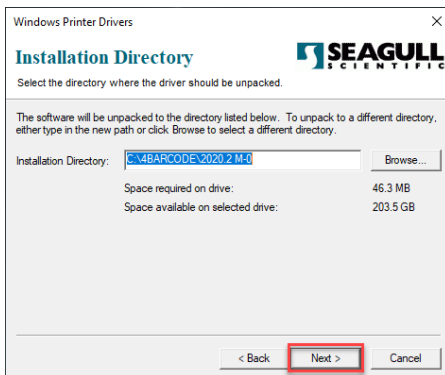 Windows Printer Drivers
Installation Directory
SEAGULL
SCIENTIFIC
Select the directory where the driver should be unpacked.
The software will be unpacked to the directory listed below. To unpack to a different directory,
either type in the new path or click Browse to select a different directory.
Installation Directory: C:\4BARCODE\2020.2 M-0 Browse...
Space required on drive: 46.3 MB
Space available on selected drive: 203.5 GB
< Back Next > Cancel